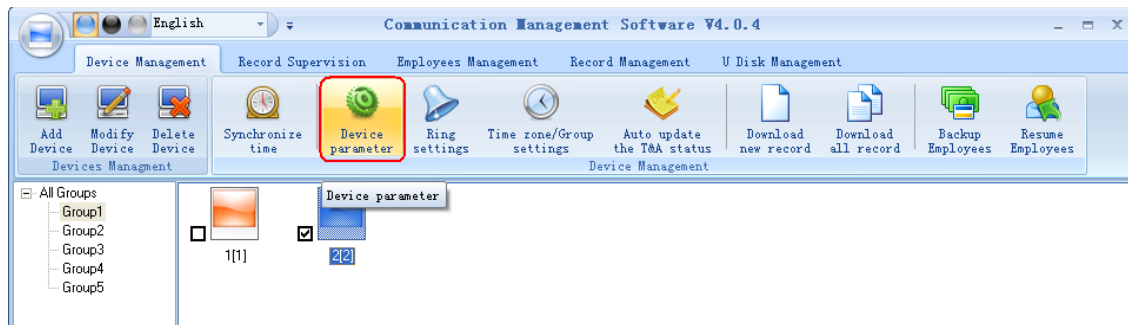 English
Communication Management Software V4.0.4
Device Management
Record Supervision
Employees Management
Record Management
U Disk Management
Add Device
Modify Device
Delete Device
Synchronize time
Device parameter
Ring settings
Time zone/Group settings
Auto update the T&A status
Download new record
Download all record
Backup Employees
Resume Employees
Devices Managment
Device Management
All Groups
Group1
Group2
Group3
Group4
Group5
Device parameter
1[1]
2[2]